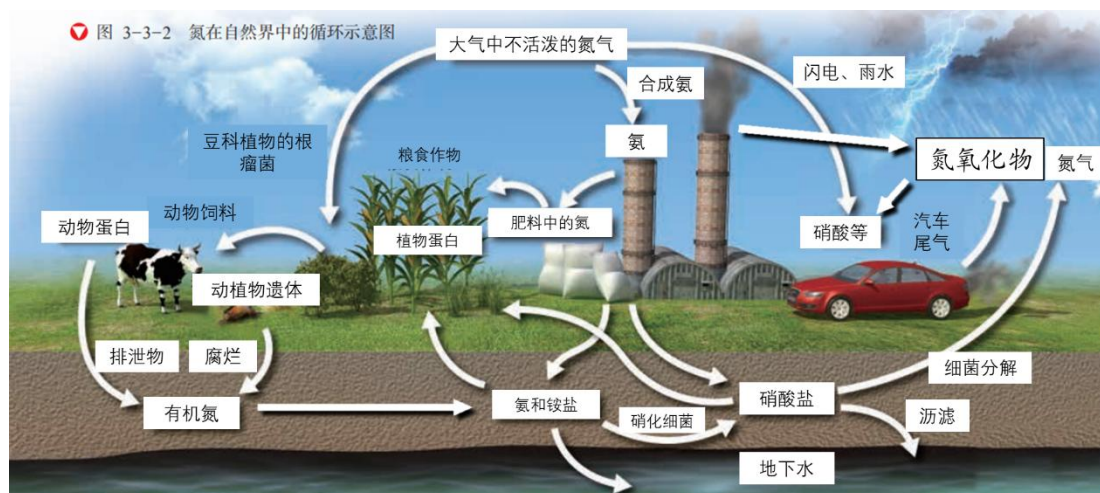 图 3-3-2 氮在自然界中的循环示意图
大气中不活泼的氮气
闪电、雨水
合成氨
豆科植物的根
瘤菌
粮食作物
氨
氮氧化物
氮气
动物蛋白
动物饲料
植物蛋白
肥料中的氮
硝酸等
汽车
尾气
动植物遗体
排泄物
腐烂
细菌分解
有机氮
氨和铵盐
硝化细菌
硝酸盐
沥滤
地下水